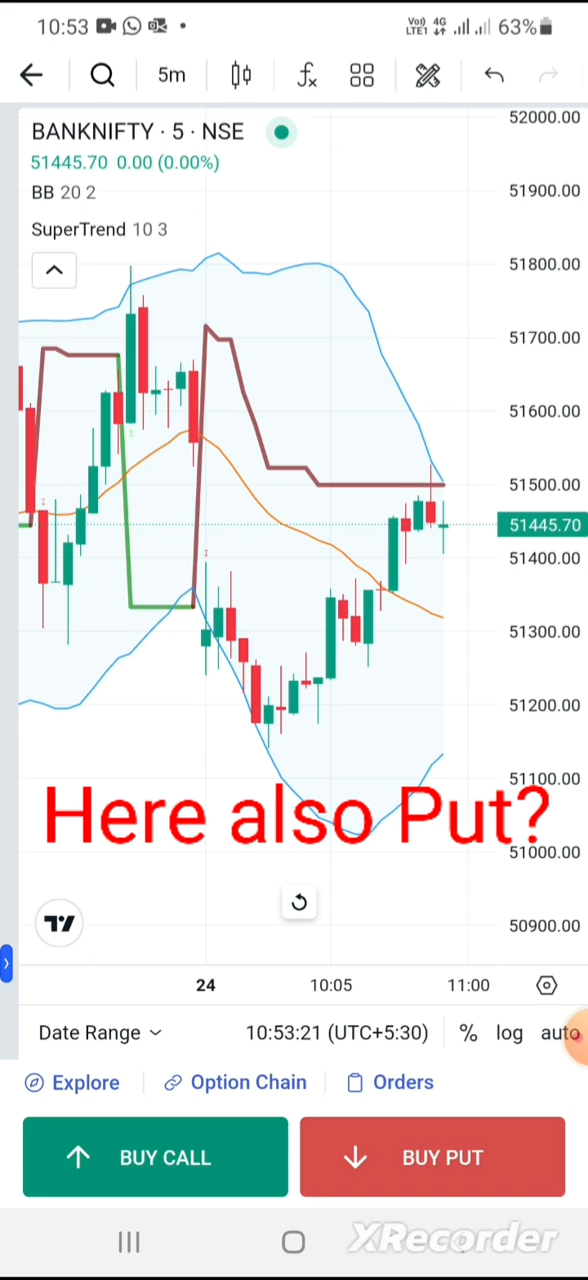 10:53
Vo)) 4G LTE1 63%
5m
BANKNIFTY · 5 · NSE
51445.70 0.00 (0.00%)
BB 20 2
SuperTrend 10 3
52000.00
51900.00
51800.00
51700.00
51600.00
51500.00
51445.70
51400.00
51300.00
51200.00
51100.00
51000.00
50900.00
Here also Put?
24 10:05 11:00
Date Range 10:53:21 (UTC+5:30) % log auto
Explore Option Chain Orders
BUY CALL BUY PUT
XRecorder